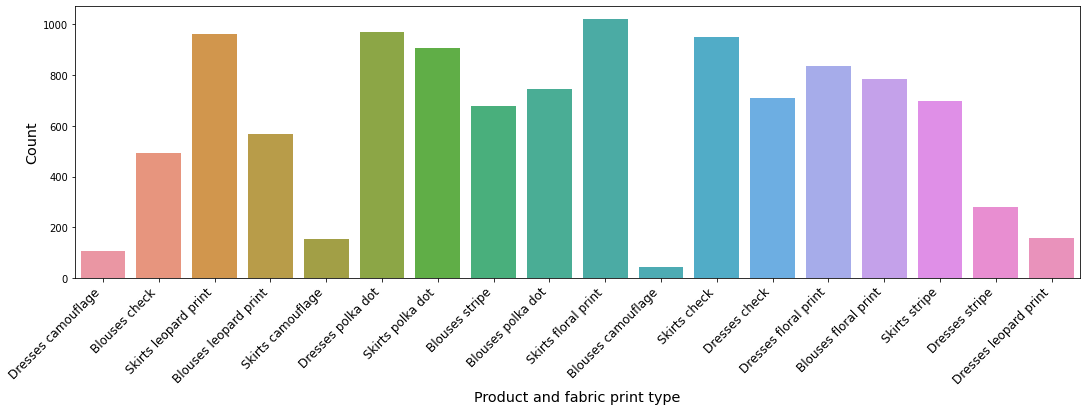 1000
800
600
400
200
0
Count
Dresses camouflage
Blouses check
Skirts leopard print
Blouses leopard print
Skirts camouflage
Dresses polka dot
Skirts polka dot
Blouses stripe
Blouses polka dot
Skirts floral print
Blouses camouflage
Skirts check
Dresses check
Dresses floral print
Blouses floral print
Skirts stripe
Dresses stripe
Dresses leopard print
Product and fabric print type